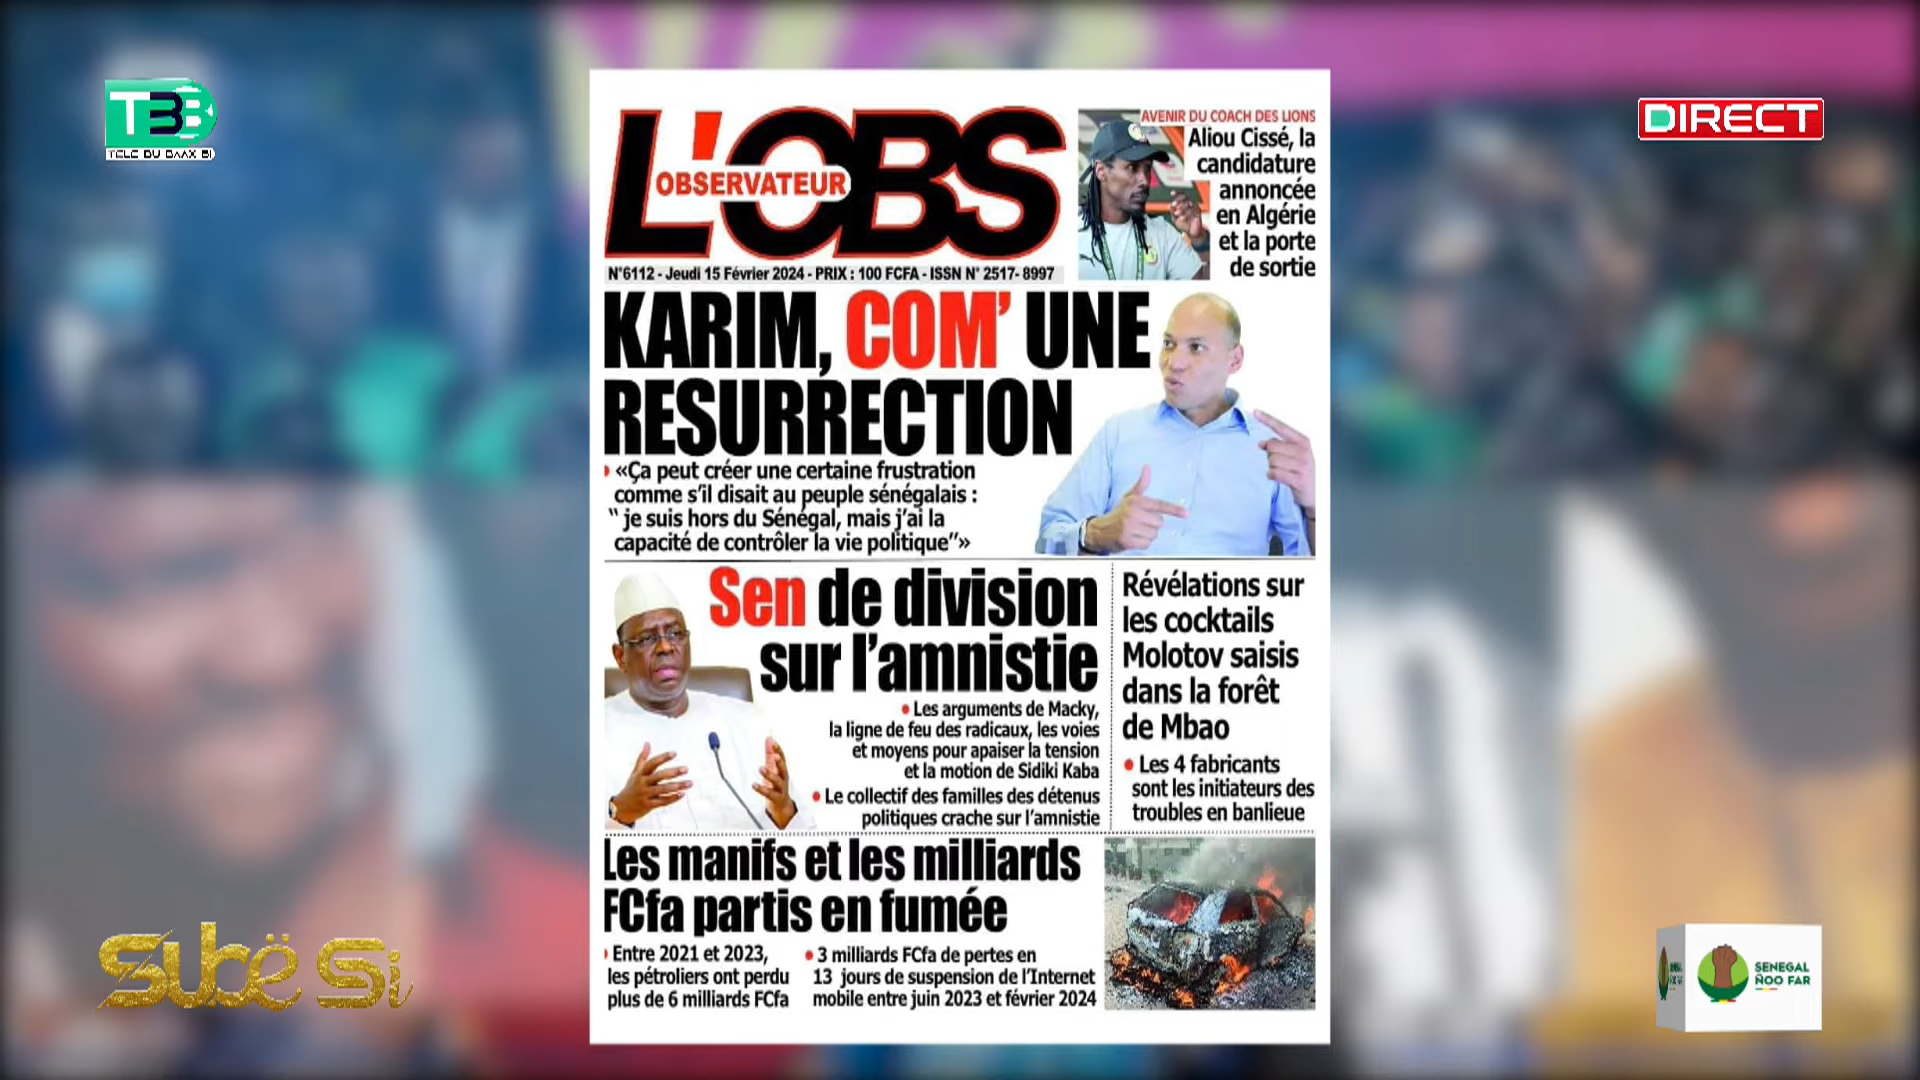 TBB
TELE BU BAAX BI
DIRECT
L'OBS
OBSERVATEUR
N°6112 - Jeudi 15 Février 2024 - PRIX : 100 FCFA - ISSN N° 2517- 8997
AVENIR DU COACH DES LIONS
Aliou Cissé, la
candidature
annoncée
en Algérie
et la porte
de sortie
KARIM, COM' UNE
RESURRECTION
«Ça peut créer une certaine frustration
comme s'il disait au peuple sénégalais :
“ je suis hors du Sénégal, mais j'ai la
capacité de contrôler la vie politique”»
Sen de division
sur l'amnistie
• Les arguments de Macky,
la ligne de feu des radicaux, les voies
et moyens pour apaiser la tension
et la motion de Sidiki Kaba
• Le collectif des familles des détenus
politiques crache sur l'amnistie
Révélations sur
les cocktails
Molotov saisis
dans la forêt
de Mbao
• Les 4 fabricants
sont les initiateurs des
troubles en banlieue
Les manifs et les milliards
FCfa partis en fumée
Entre 2021 et 2023,
les pétroliers ont perdu
plus de 6 milliards FCfa
• 3 milliards FCfa de pertes en
13 jours de suspension de l'Internet
mobile entre juin 2023 et février 2024
Subë Si
SENEGAL
ÑOO FAR